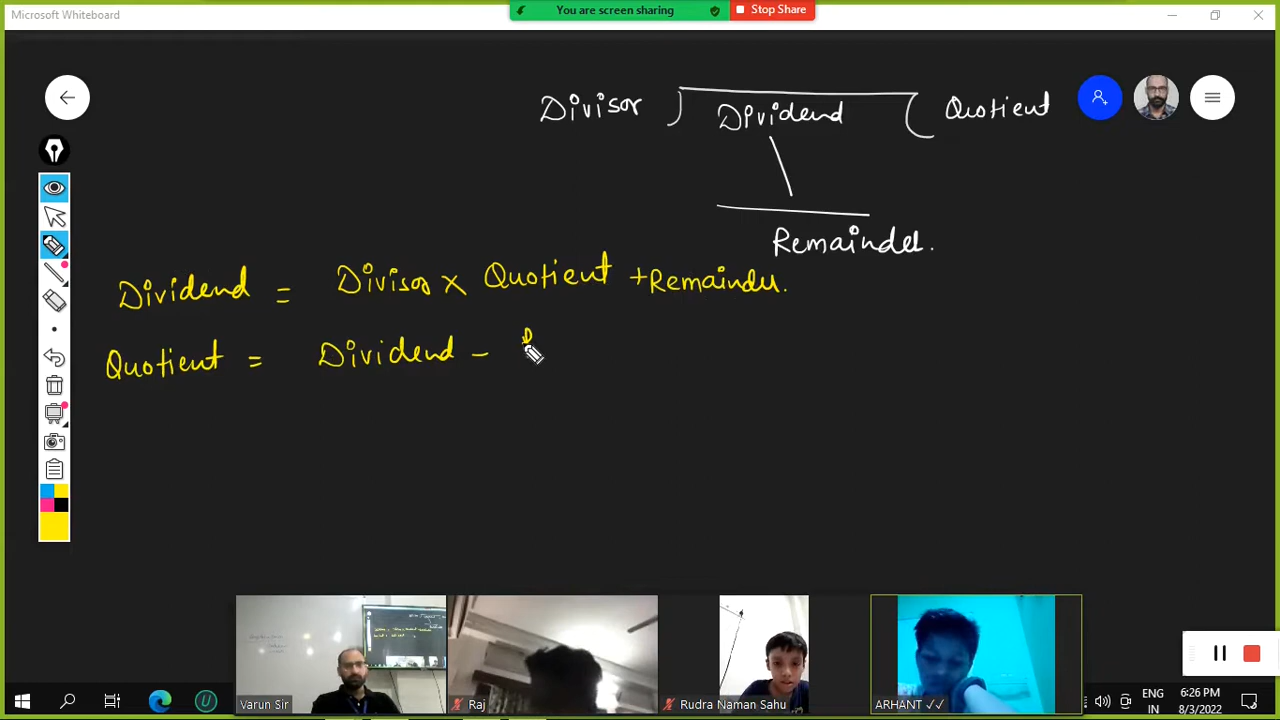 You are screen sharing Stop Share
Microsoft Whiteboard
Divisor Dividend Quotient
Remainder.
Dividend = Divisor × Quotient + Remainder.
Quotient = Dividend -
Varun Sir Raj Rudra Naman Sahu ARHANT ✓✓
ENG
IN
6:26 PM
8/3/2022